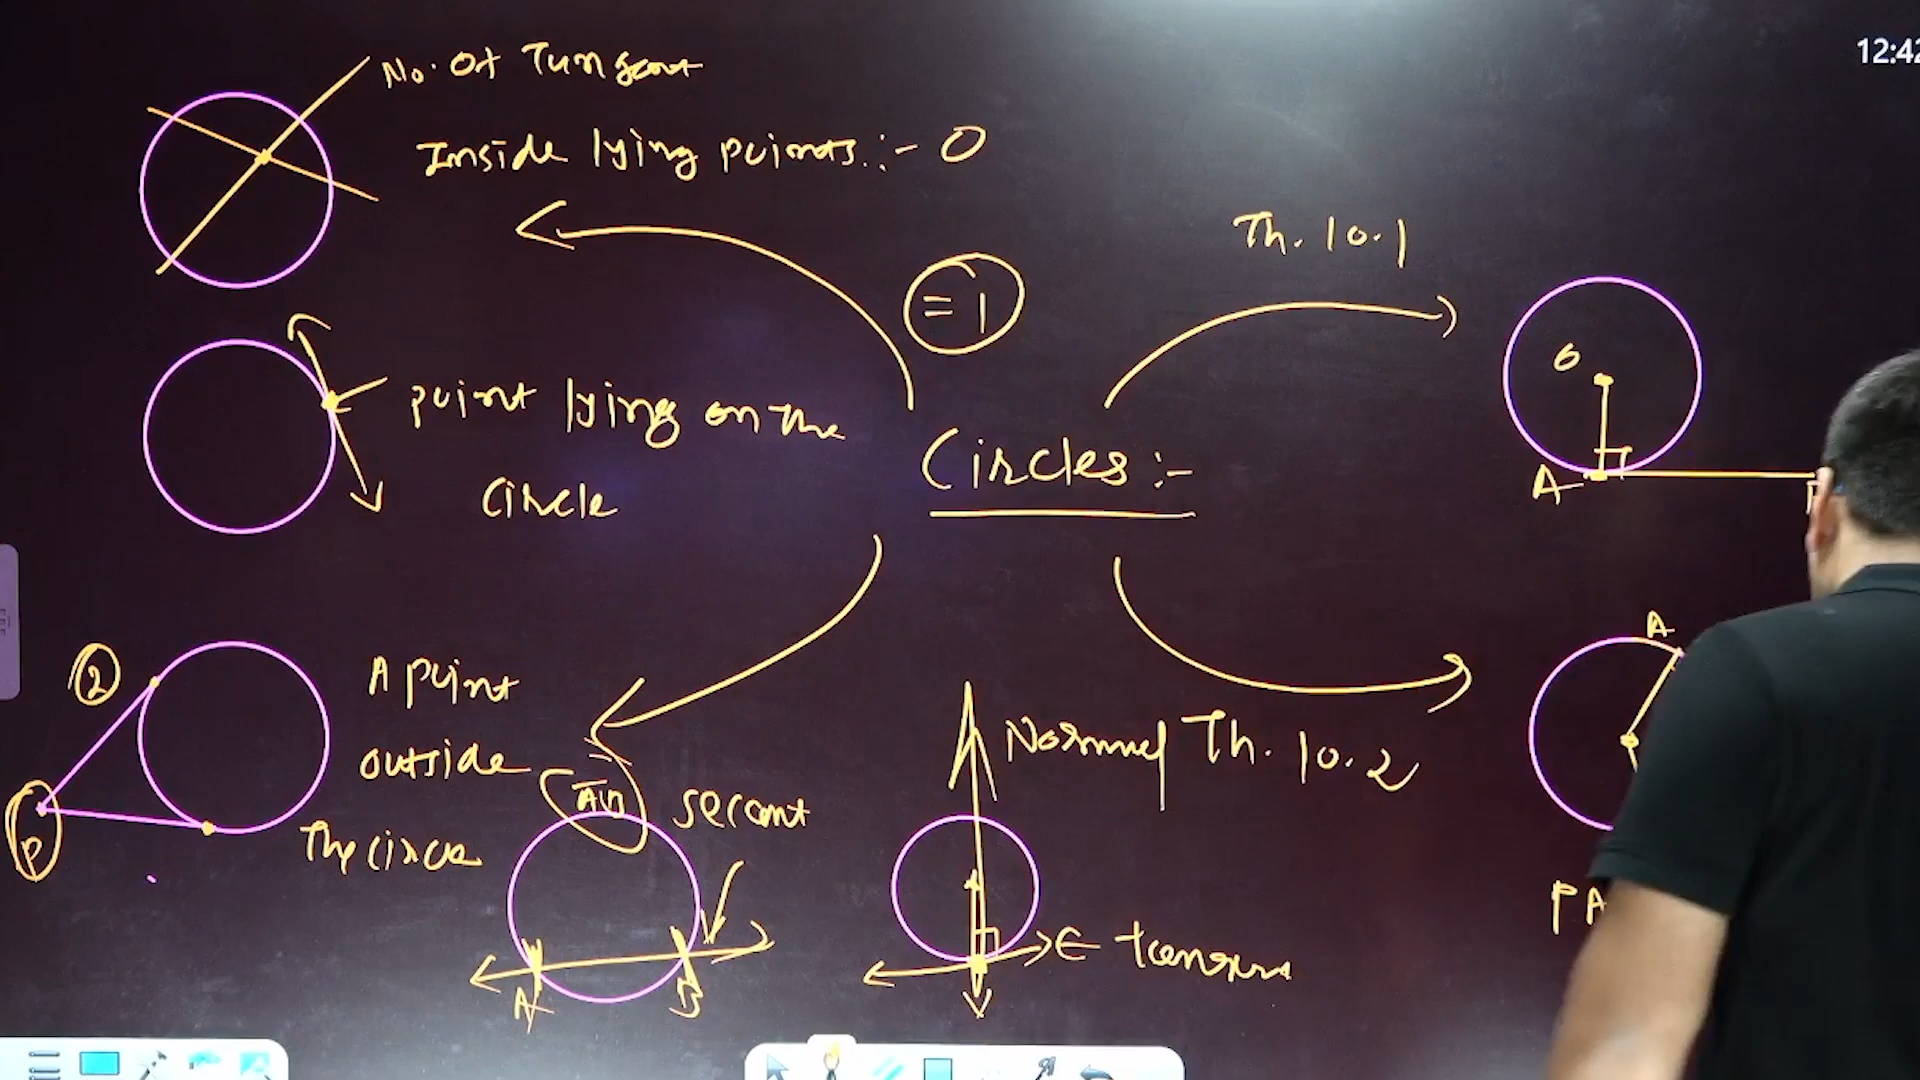 12:42
No. Of Tungent
Inside lying points :- 0
Th. 10.1
= 1
O
point lying on the
Circle
Circles :-
A
A
2
A point
outside
The circle
P
Normal Th. 10.2
AB
secant
PA
A
B
tangent